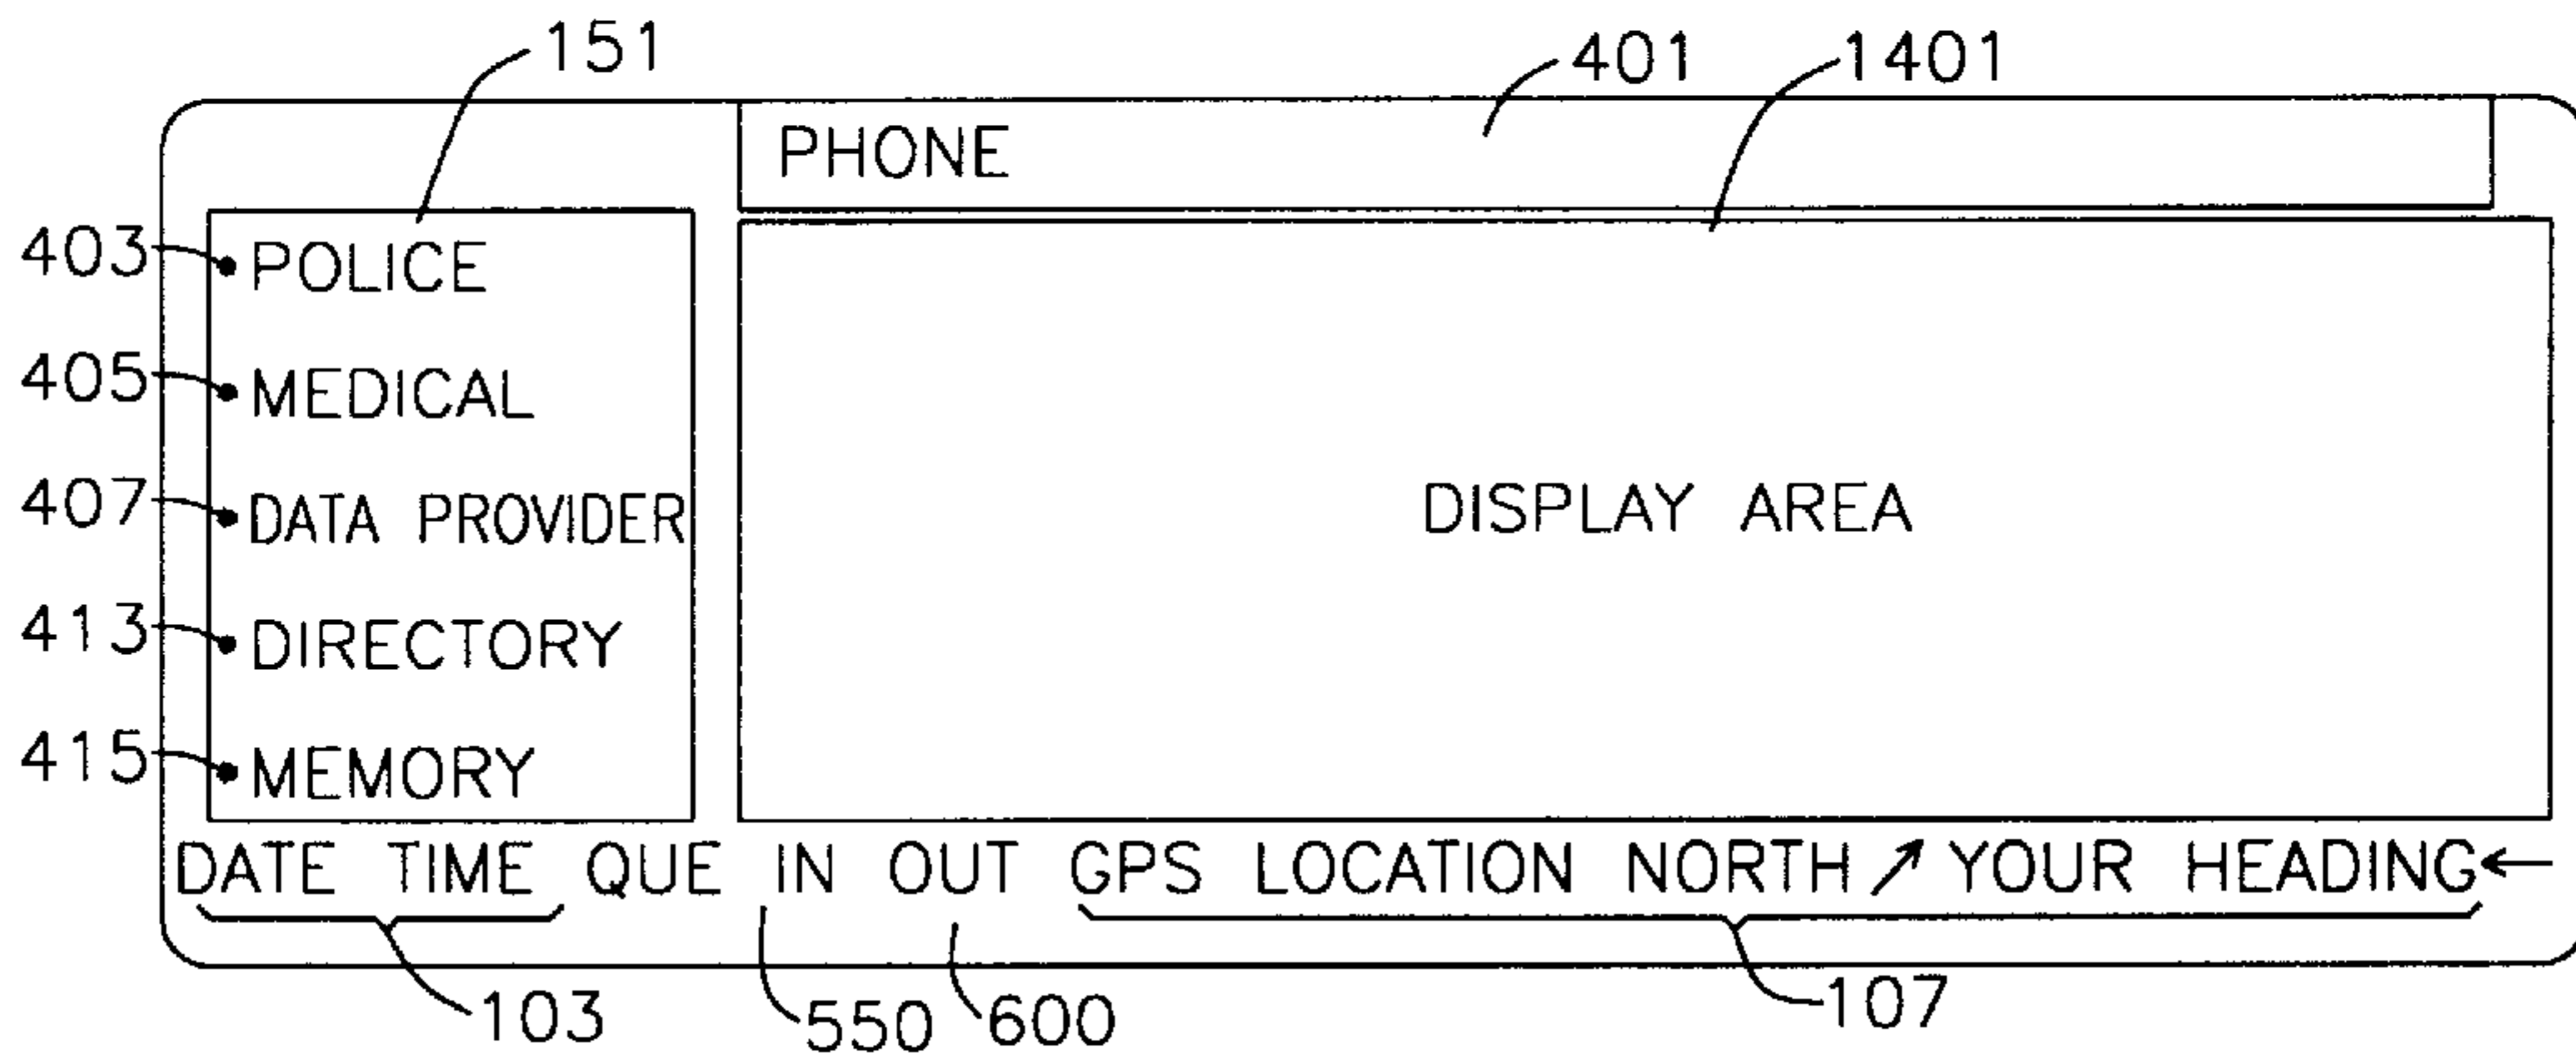 151
401
1401
PHONE
403 • POLICE
405 • MEDICAL
407 • DATA PROVIDER
DISPLAY AREA
413 • DIRECTORY
415 • MEMORY
DATE TIME QUE IN OUT GPS LOCATION NORTH ↗ YOUR HEADING ←
103
550
600
107